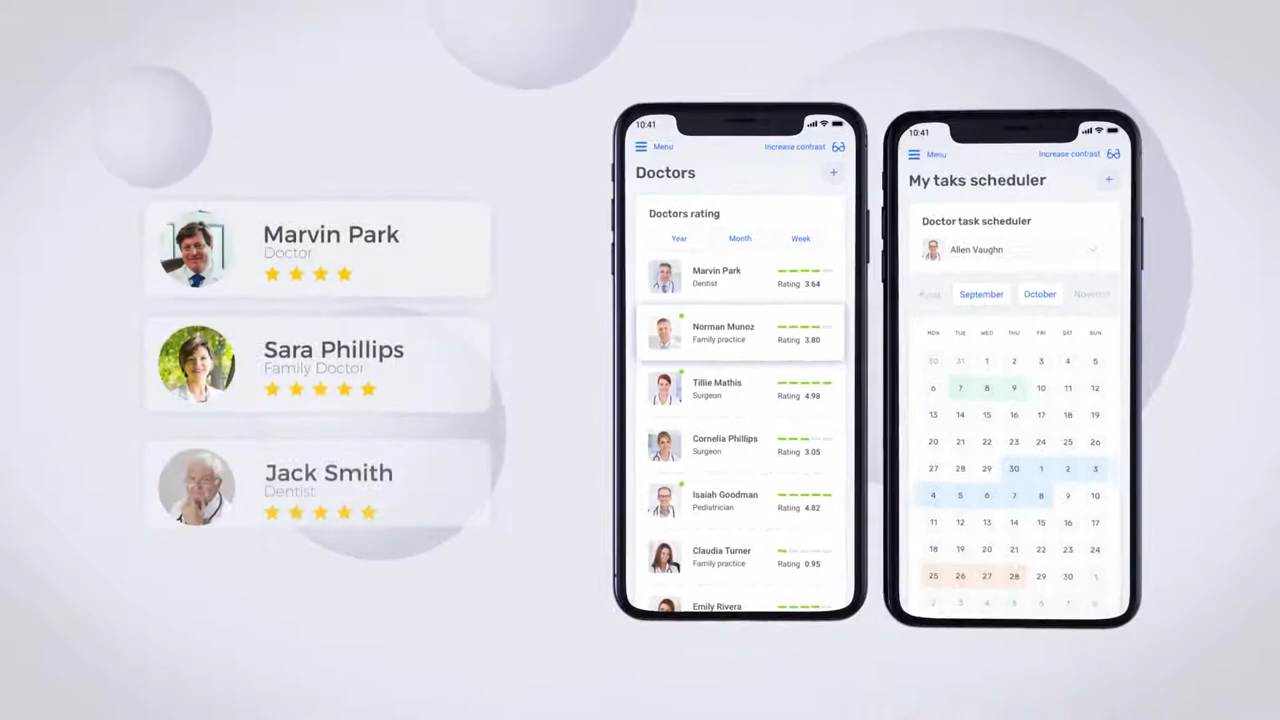 Marvin Park
Doctor
Sara Phillips
Family Doctor
Jack Smith
Dentist
10:41
Menu
Increase contrast
Doctors
+
Doctors rating
Year Month Week
Marvin Park
Dentist
Rating 3.64
Norman Munoz
Family practice
Rating 3.80
Tillie Mathis
Surgeon
Rating 4.98
Cornelia Phillips
Surgeon
Rating 3.05
Isaiah Goodman
Pediatrician
Rating 4.82
Claudia Turner
Family practice
Rating 0.95
Emily Rivera
10:41
Menu
Increase contrast
My taks scheduler
+
Doctor task scheduler
Allen Vaughn
September October
MON TUE WED THU FRI SAT SUN
30 31 1 2 3 4 5
6 7 8 9 10 11 12
13 14 15 16 17 18 19
20 21 22 23 24 25 26
27 28 29 30 1 2 3
4 5 6 7 8 9 10
11 12 13 14 15 16 17
18 19 20 21 22 23 24
25 26 27 28 29 30 1
2 3 4 5 6 7 8